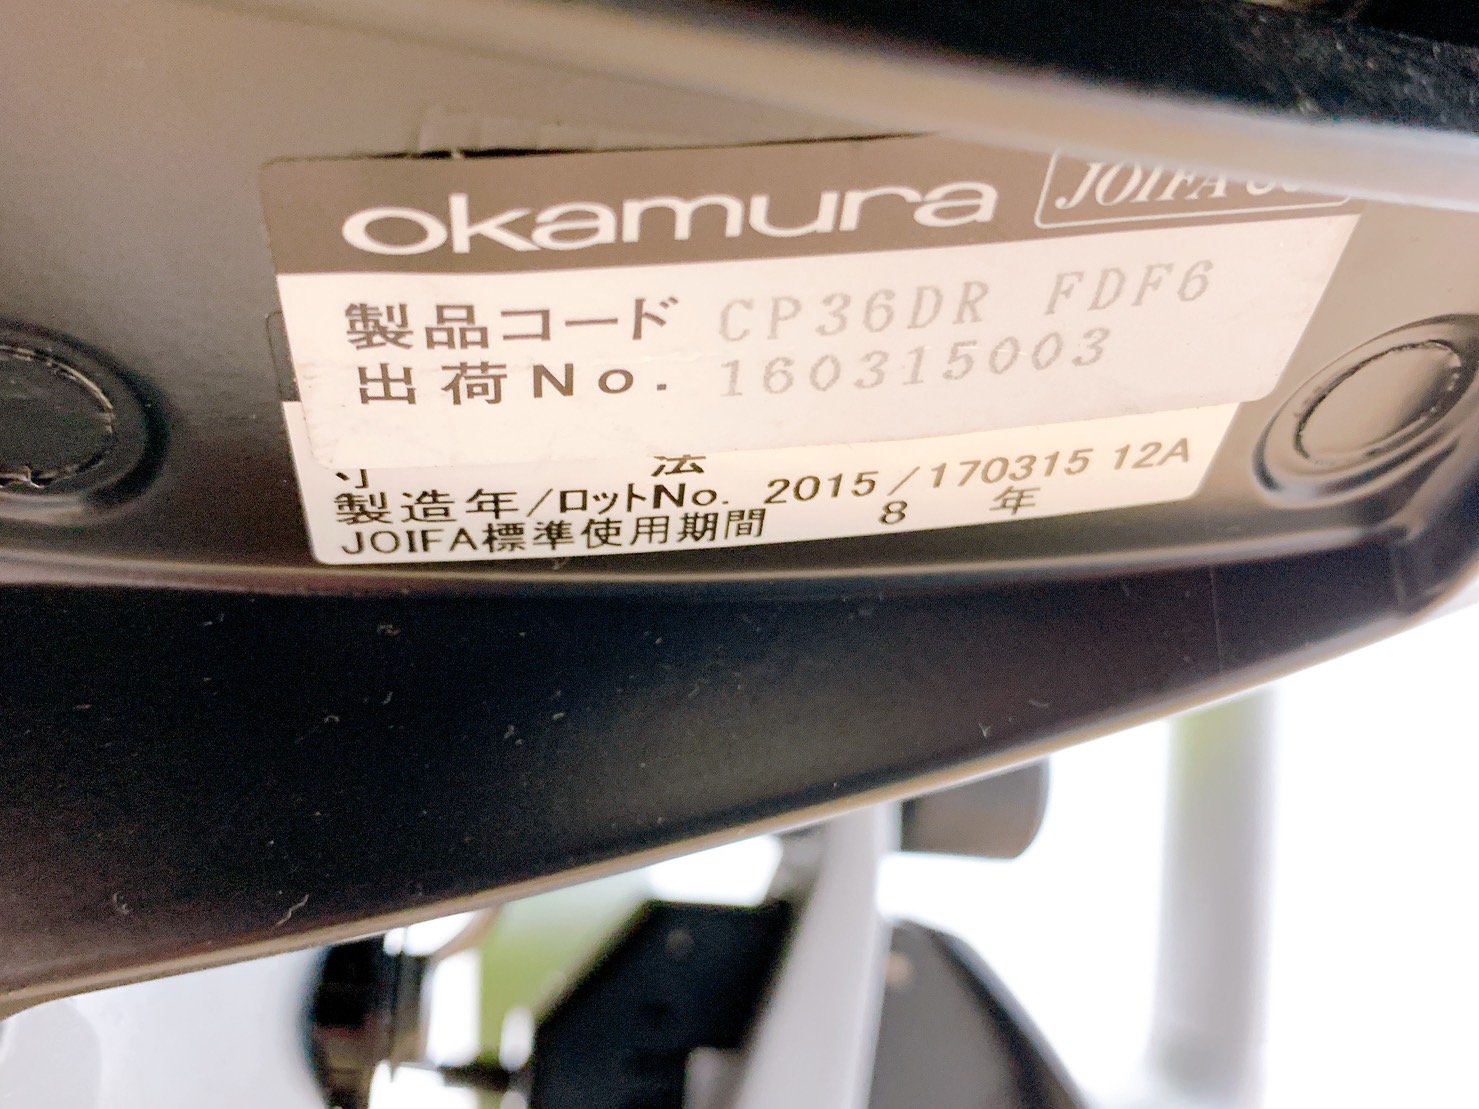 okamura
JOIFA
製品コード CP36DR FDF6
出荷No. 160315003
寸 法
製造年/ロットNo. 2015/170315 12A
JOIFA標準使用期間 8 年